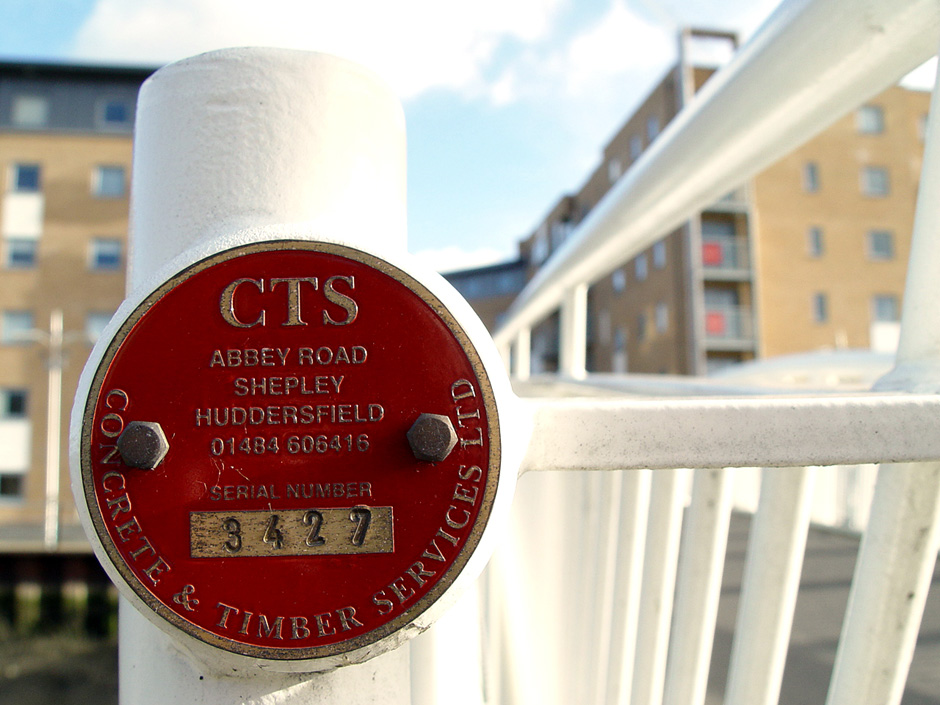 CTS
ABBEY ROAD
SHEPLEY
HUDDERSFIELD
01484 606416
SERIAL NUMBER
3427
CONCRETE & TIMBER SERVICES LTD